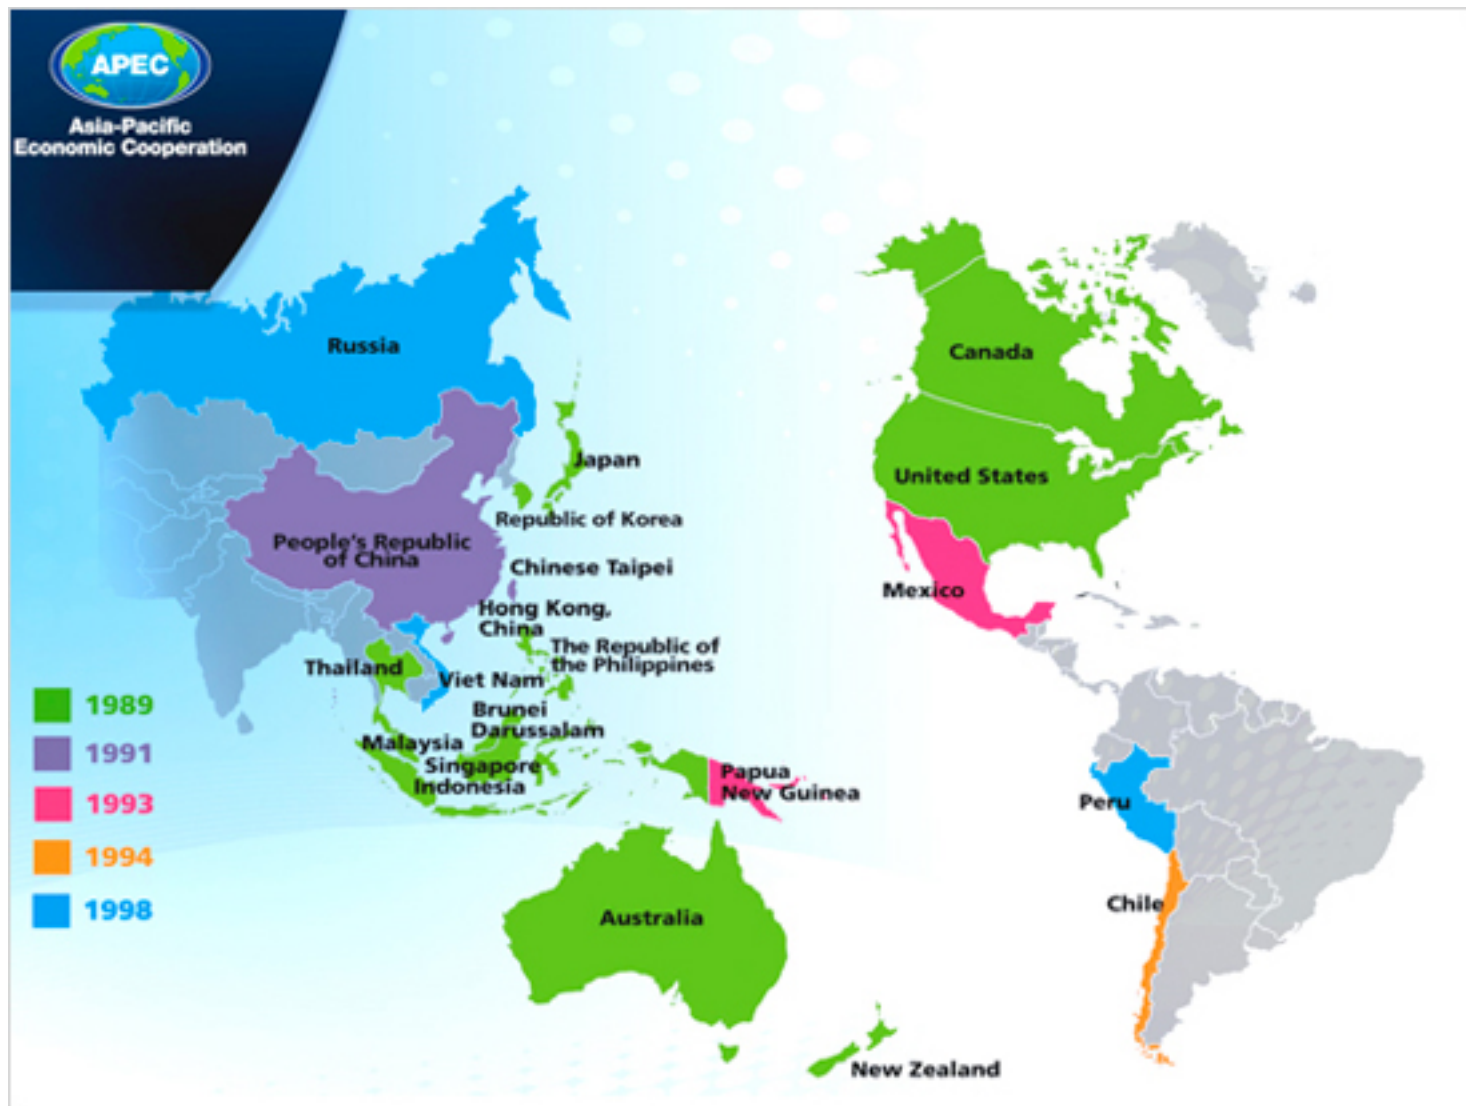 APEC
Asia-Pacific
Economic Cooperation
Russia
Canada
Japan
United States
Republic of Korea
People's Republic
of China
Chinese Taipei
Mexico
Hong Kong,
China
The Republic of
the Philippines
Thailand
Viet Nam
Brunei
Darussalam
Malaysia
Singapore
Indonesia
Papua
New Guinea
Peru
Chile
Australia
New Zealand
1989
1991
1993
1994
1998